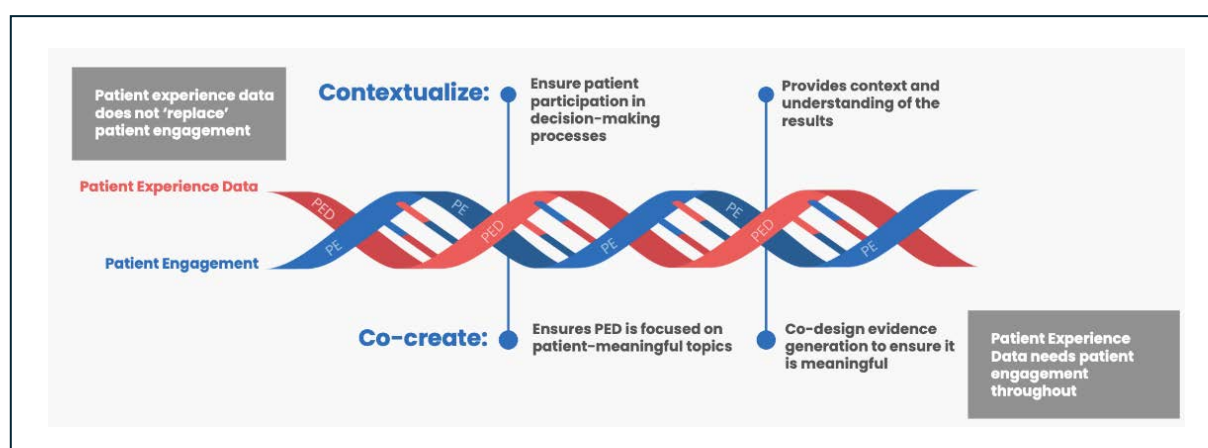 Patient experience data
does not ‘replace’
patient engagement
Contextualize:
Ensure patient
participation in
decision-making
processes
Provides context and
understanding of the
results
Patient Experience Data
Patient Engagement
PED
PE
PE
PED
PE
PE
PED
PE
Co-create:
Ensures PED is focused on
patient-meaningful topics
Co-design evidence
generation to ensure it
is meaningful
Patient Experience
Data needs patient
engagement
throughout